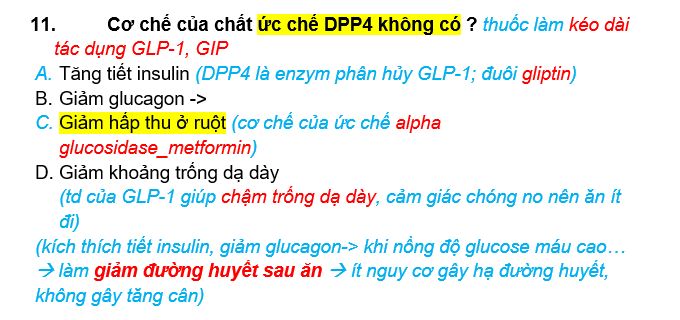 11. Cơ chế của chất ức chế DPP4 không có ? thuốc làm kéo dài
tác dụng GLP-1, GIP
A. Tăng tiết insulin (DPP4 là enzym phân hủy GLP-1; đuôi gliptin)
B. Giảm glucagon ->
C. Giảm hấp thu ở ruột (cơ chế của ức chế alpha
glucosidase_metformin)
D. Giảm khoảng trống dạ dày
(td của GLP-1 giúp chậm trống dạ dày, cảm giác chóng no nên ăn ít
đi)
(kích thích tiết insulin, giảm glucagon-> khi nồng độ glucose máu cao…
→ làm giảm đường huyết sau ăn → ít nguy cơ gây hạ đường huyết,
không gây tăng cân)